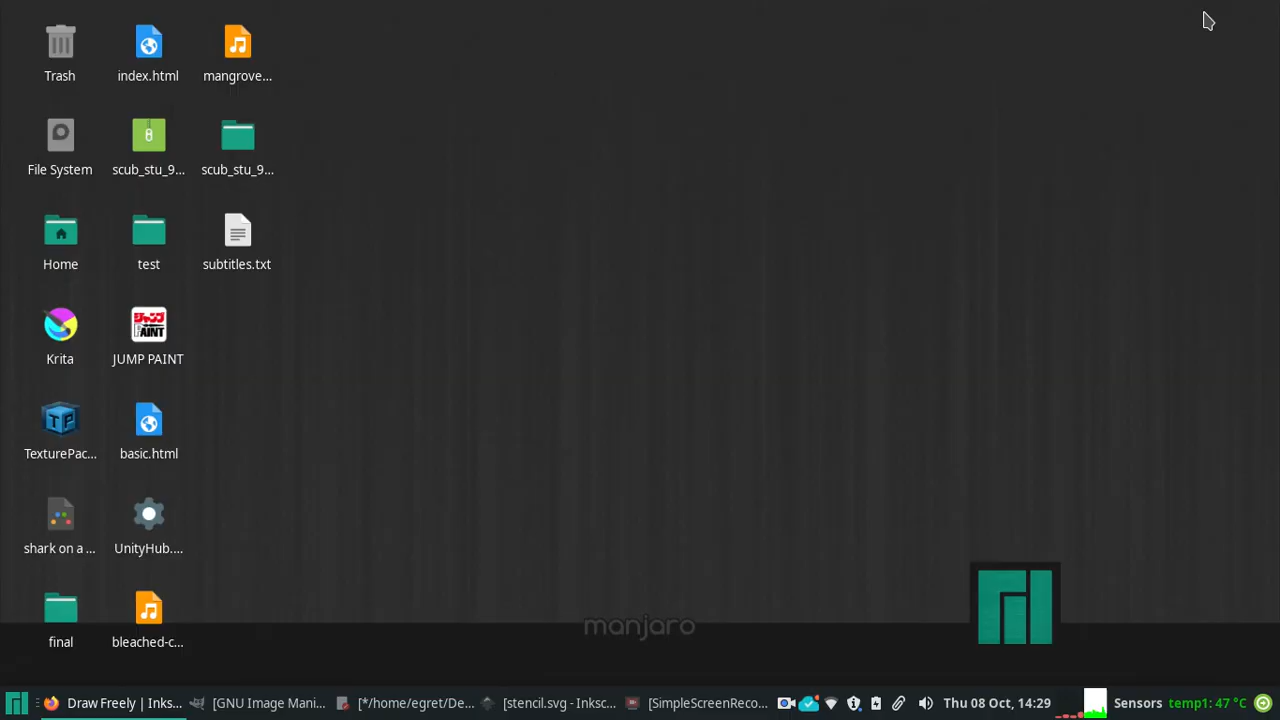 Trash
index.html
mangrove...
File System
scub_stu_9...
scub_stu_9...
Home
test
subtitles.txt
Krita
JUMP PAINT
TexturePac...
basic.html
shark on a ...
UnityHub....
final
bleached-c...
manjaro
Draw Freely | Inks...
[GNU Image Mani...
[*/home/egret/De...
[stencil.svg - Inksc...
[SimpleScreenReco...
Thu 08 Oct, 14:29
Sensors
temp1: 47 °C